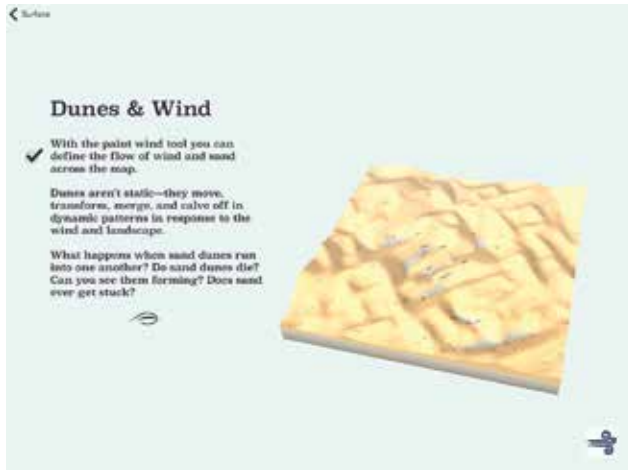 Surface
Dunes & Wind
With the paint wind tool you can
define the flow of wind and sand
across the map.
Dunes aren't static—they move,
transform, merge, and calve off in
dynamic patterns in response to the
wind and landscape.
What happens when sand dunes run
into one another? Do sand dunes die?
Can you see them forming? Does sand
ever get stuck?